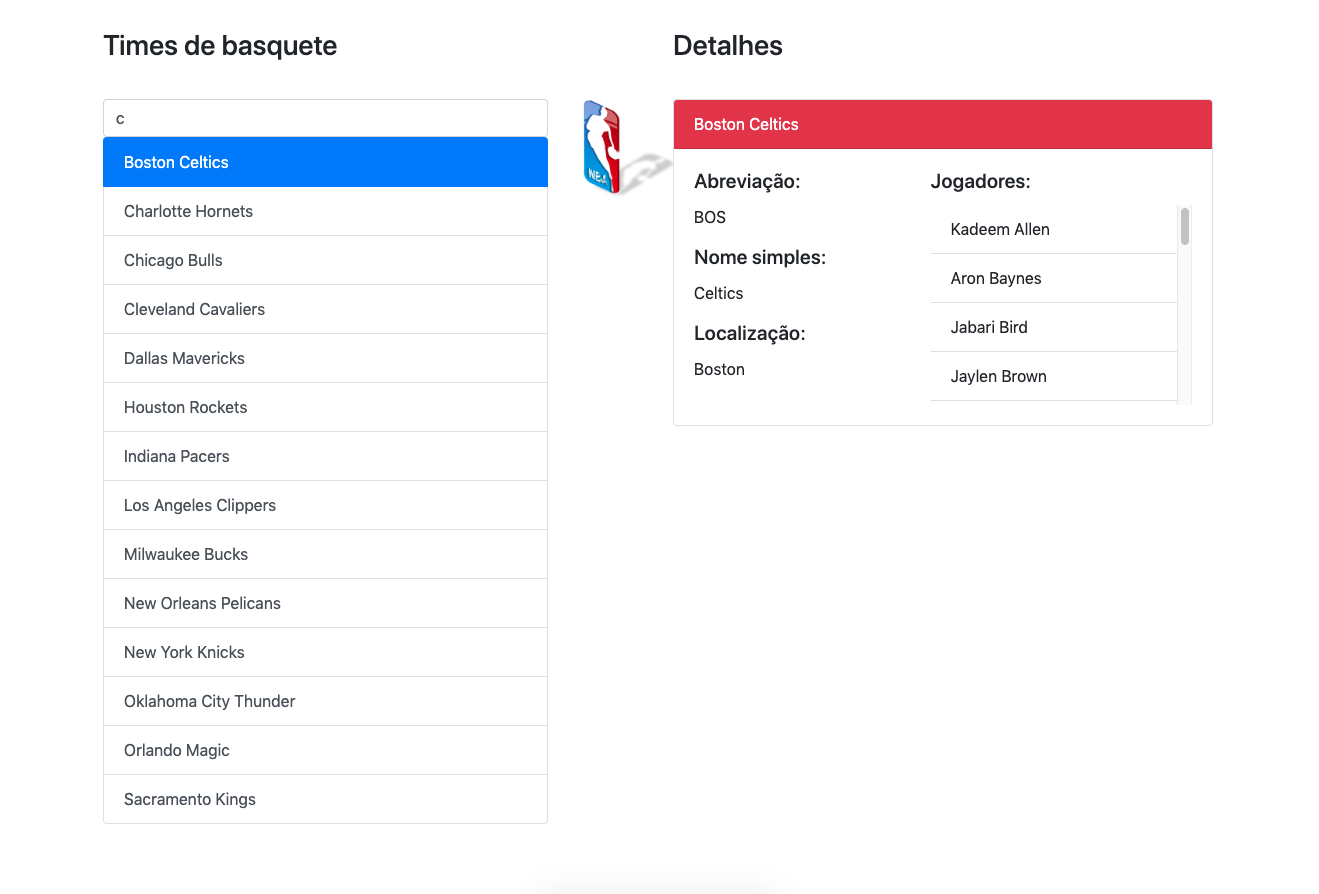 Times de basquete
c
Boston Celtics
Charlotte Hornets
Chicago Bulls
Cleveland Cavaliers
Dallas Mavericks
Houston Rockets
Indiana Pacers
Los Angeles Clippers
Milwaukee Bucks
New Orleans Pelicans
New York Knicks
Oklahoma City Thunder
Orlando Magic
Sacramento Kings
NBA
Detalhes
Boston Celtics
Abreviação:
BOS
Nome simples:
Celtics
Localização:
Boston
Jogadores:
Kadeem Allen
Aron Baynes
Jabari Bird
Jaylen Brown